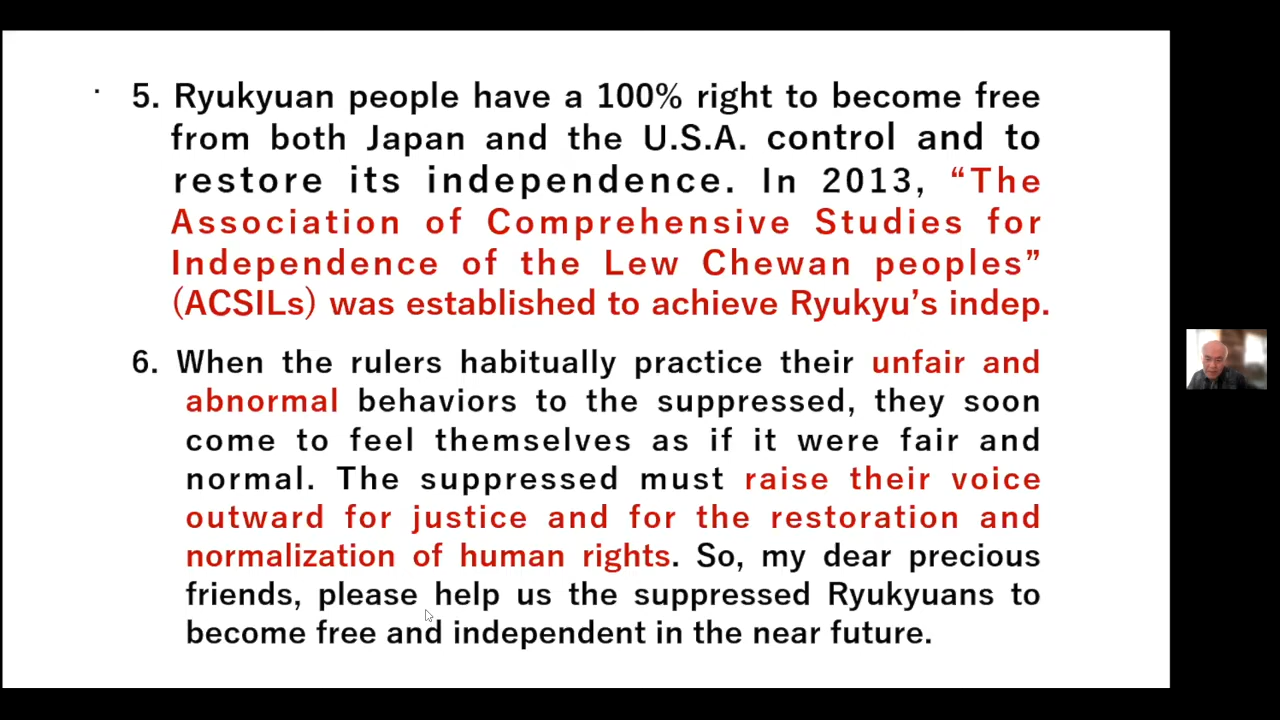 5. Ryukyuan people have a 100% right to become free
from both Japan and the U.S.A. control and to
restore its independence. In 2013, “The
Association of Comprehensive Studies for
Independence of the Lew Chewan peoples”
(ACSILs) was established to achieve Ryukyu’s indep.
6. When the rulers habitually practice their unfair and
abnormal behaviors to the suppressed, they soon
come to feel themselves as if it were fair and
normal. The suppressed must raise their voice
outward for justice and for the restoration and
normalization of human rights. So, my dear precious
friends, please help us the suppressed Ryukyuans to
become free and independent in the near future.